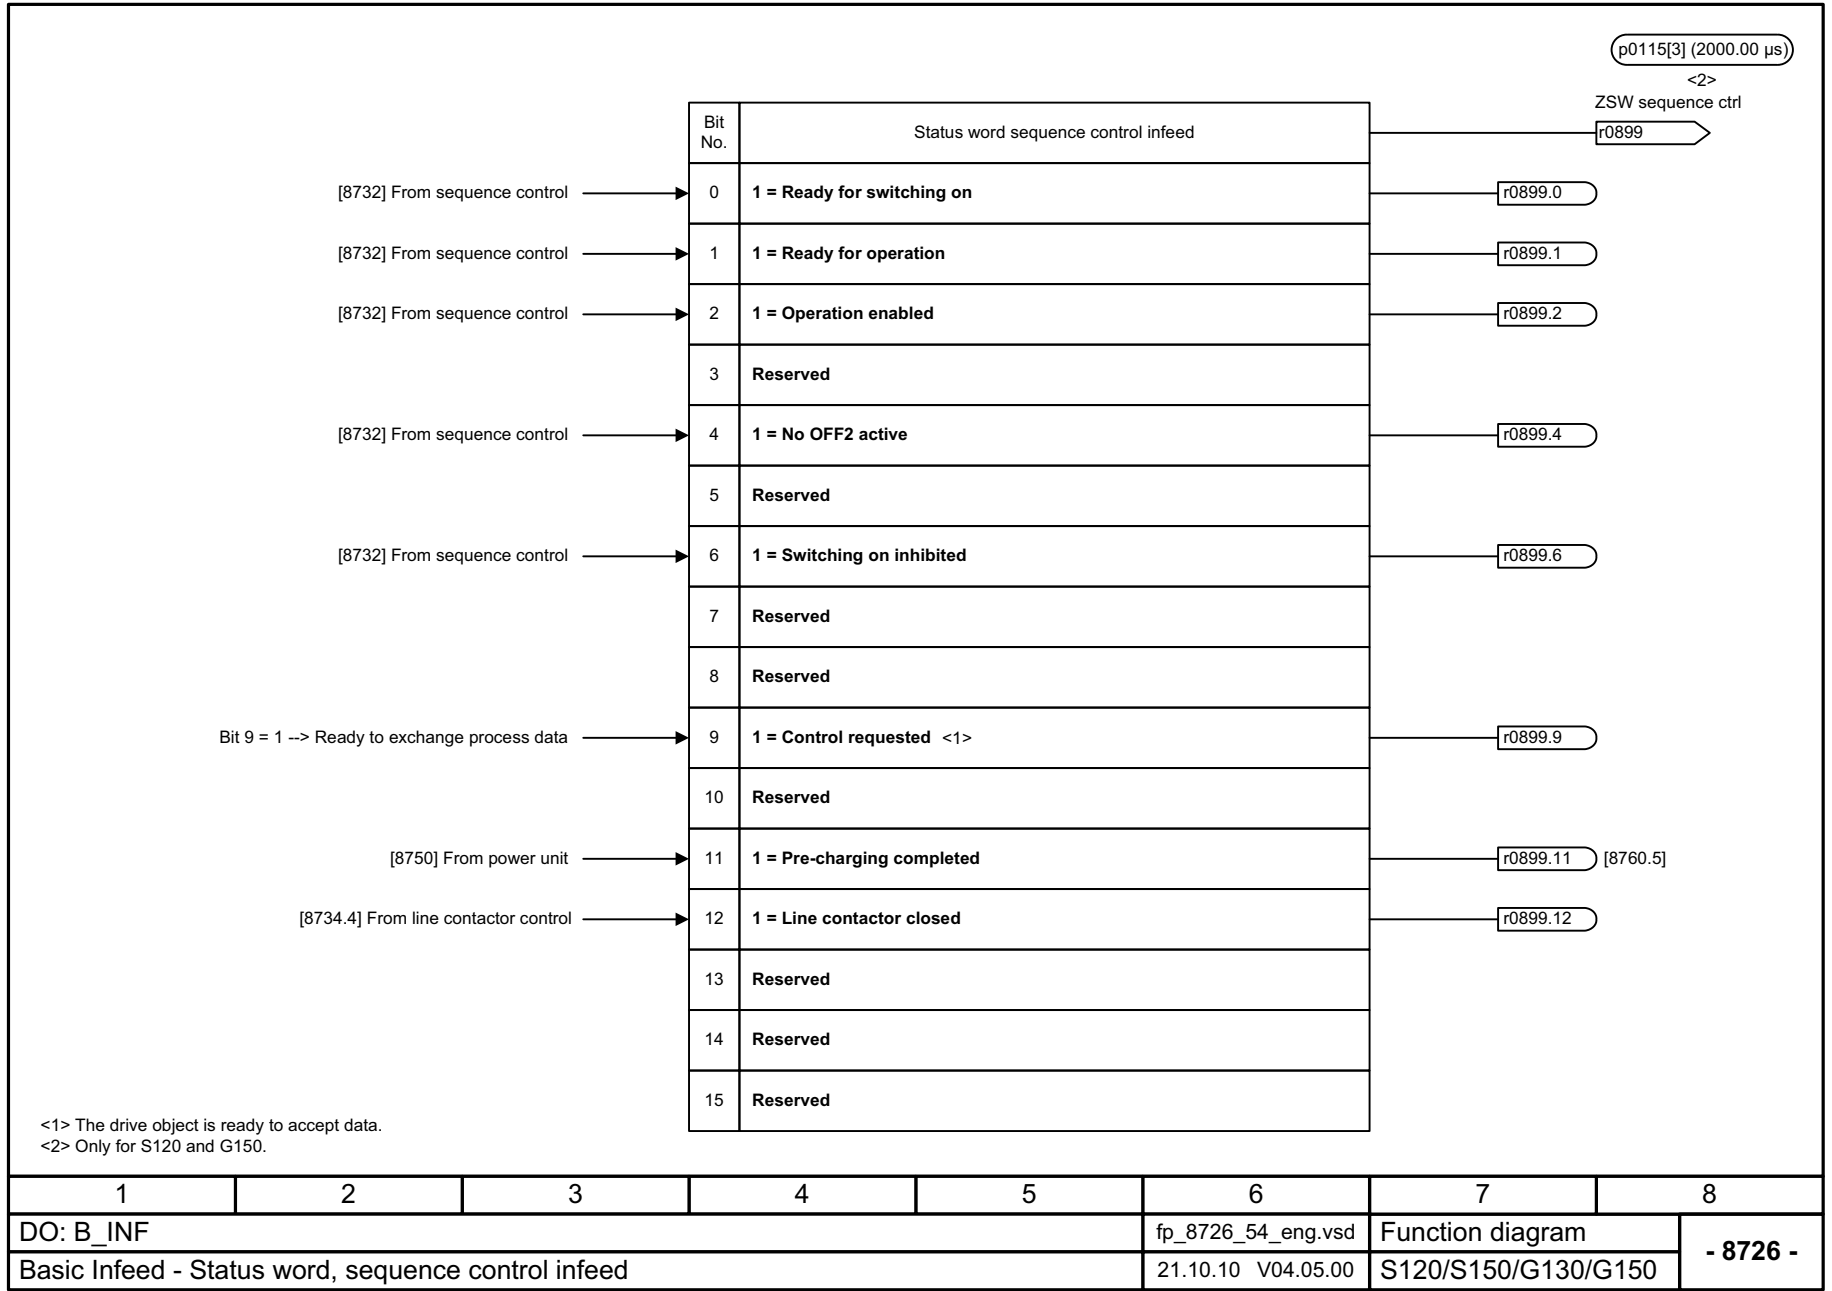 p0115[3] (2000.00 µs)
<2>
ZSW sequence ctrl
Bit No.
Status word sequence control infeed
r0899
[8732] From sequence control 0 1 = Ready for switching on r0899.0
[8732] From sequence control 1 1 = Ready for operation r0899.1
[8732] From sequence control 2 1 = Operation enabled r0899.2
3 Reserved
[8732] From sequence control 4 1 = No OFF2 active r0899.4
5 Reserved
[8732] From sequence control 6 1 = Switching on inhibited r0899.6
7 Reserved
8 Reserved
Bit 9 = 1 --> Ready to exchange process data 9 1 = Control requested <1> r0899.9
10 Reserved
[8750] From power unit 11 1 = Pre-charging completed r0899.11 [8760.5]
[8734.4] From line contactor control 12 1 = Line contactor closed r0899.12
13 Reserved
14 Reserved
15 Reserved
<1> The drive object is ready to accept data.
<2> Only for S120 and G150.
1 2 3 4 5 6 7 8
DO: B_INF fp_8726_54_eng.vsd Function diagram
- 8726 -
Basic Infeed - Status word, sequence control infeed 21.10.10 V04.05.00 S120/S150/G130/G150